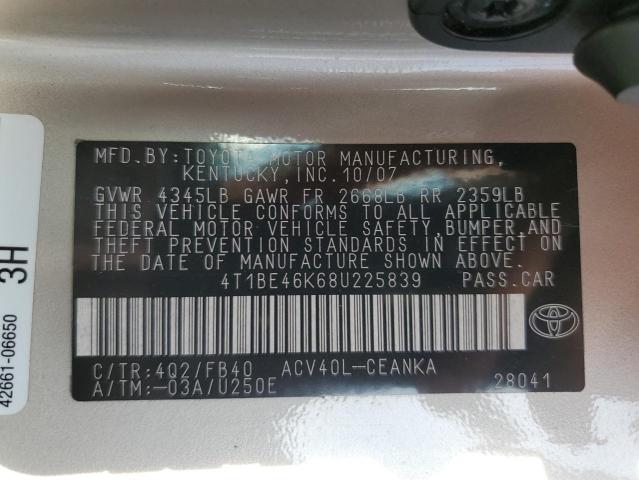 MFD.BY:TOYOTA MOTOR MANUFACTURING,
KENTUCKY,INC.10/07
GVWR 4345LB GAWR FR 2668LB RR 2359LB
THIS VEHICLE CONFORMS TO ALL APPLICABLE
FEDERAL MOTOR VEHICLE SAFETY,BUMPER,AND
THEFT PREVENTION STANDARDS IN EFFECT ON
THE DATE OF MANUFACTURE SHOWN ABOVE.
4T1BE46K68U225839 PASS.CAR
C/TR:4Q2/FB40 ACV40L-CEANKA
A/TM:-03A/U250E 28041
42661-06650 3H